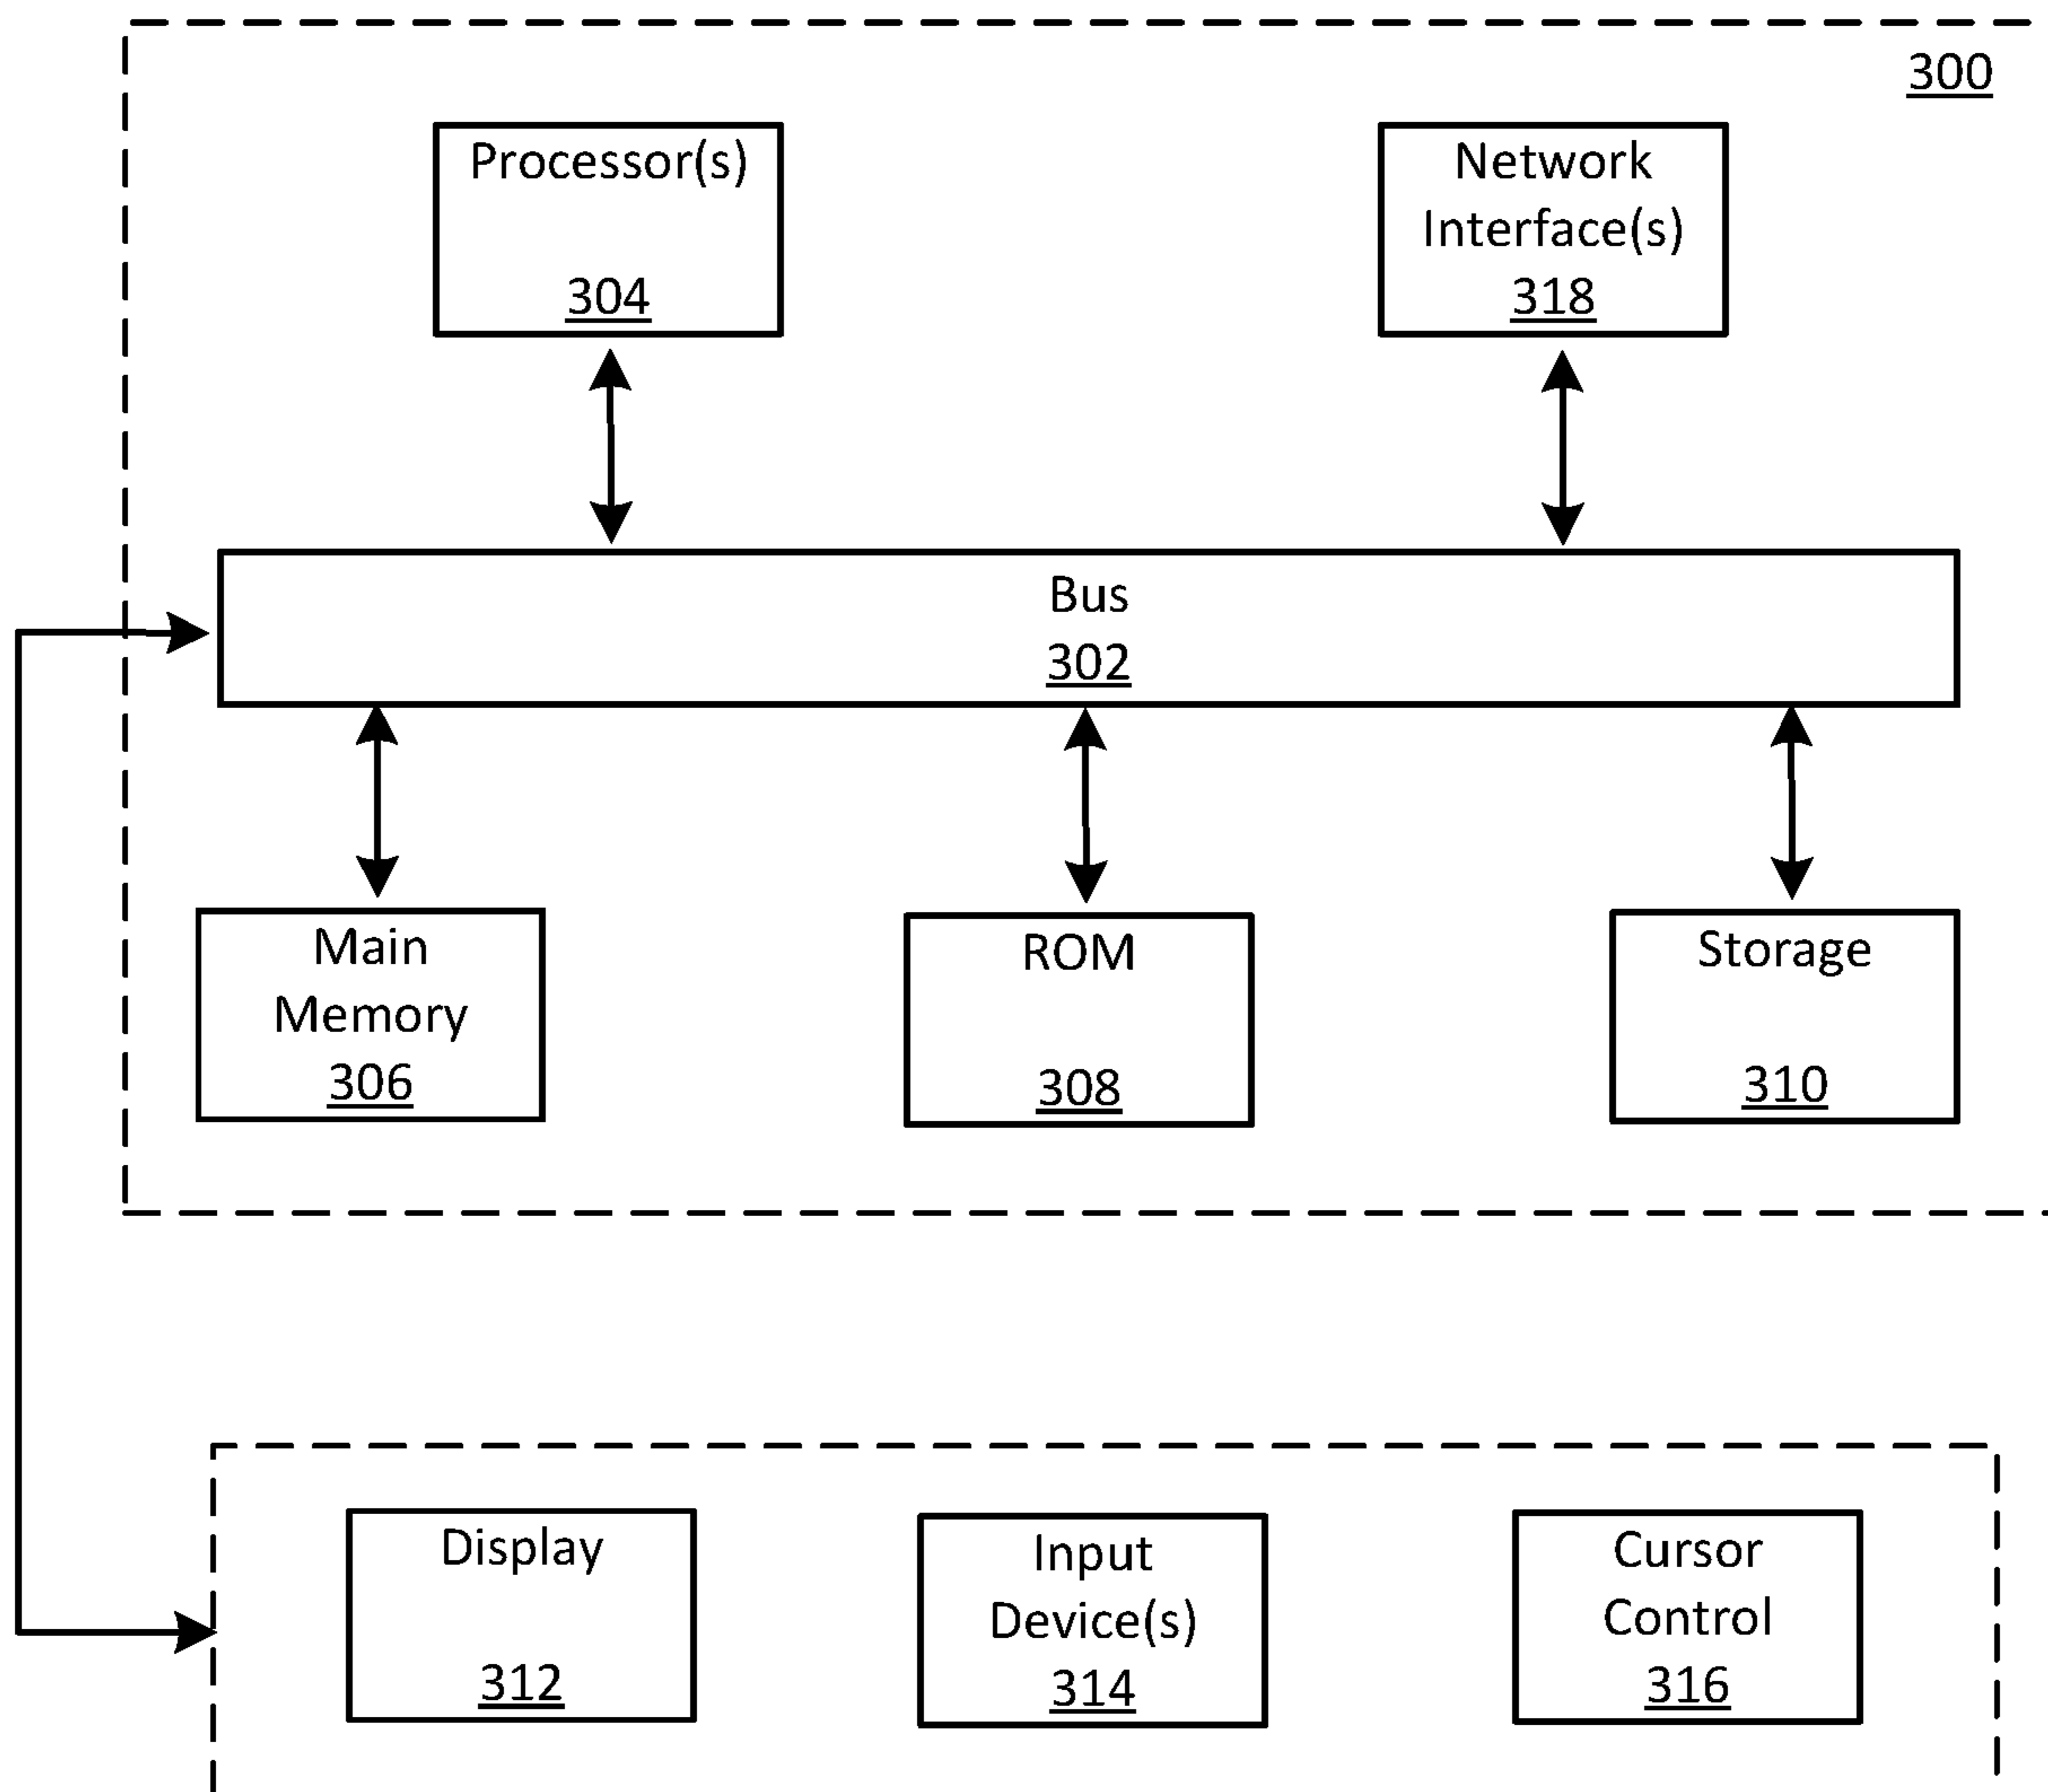 300
Processor(s)
304
Network
Interface(s)
318
Bus
302
Main
Memory
306
ROM
308
Storage
310
Display
312
Input
Device(s)
314
Cursor
Control
316